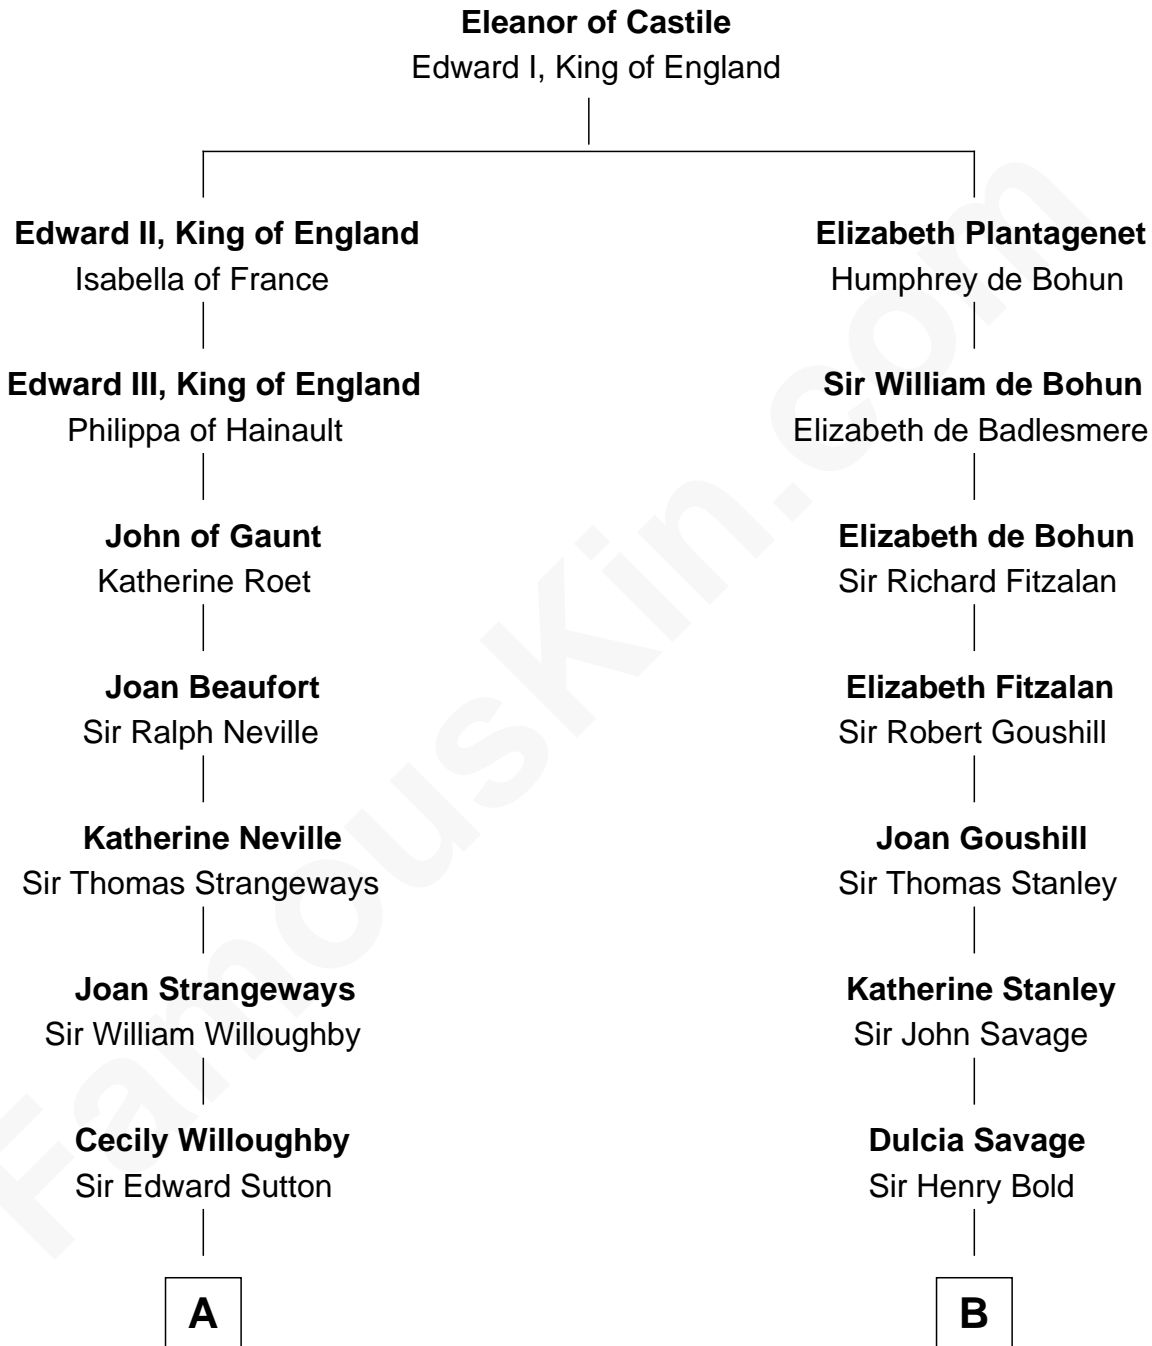 Eleanor of Castile
Edward I, King of England
Edward II, King of England
Isabella of France
Edward III, King of England
Philippa of Hainault
John of Gaunt
Katherine Roet
Joan Beaufort
Sir Ralph Neville
Katherine Neville
Sir Thomas Strangeways
Joan Strangeways
Sir William Willoughby
Cecily Willoughby
Sir Edward Sutton
A
Elizabeth Plantagenet
Humphrey de Bohun
Sir William de Bohun
Elizabeth de Badlesmere
Elizabeth de Bohun
Sir Richard Fitzalan
Elizabeth Fitzalan
Sir Robert Goushill
Joan Goushill
Sir Thomas Stanley
Katherine Stanley
Sir John Savage
Dulcia Savage
Sir Henry Bold
B
FamousKin.com